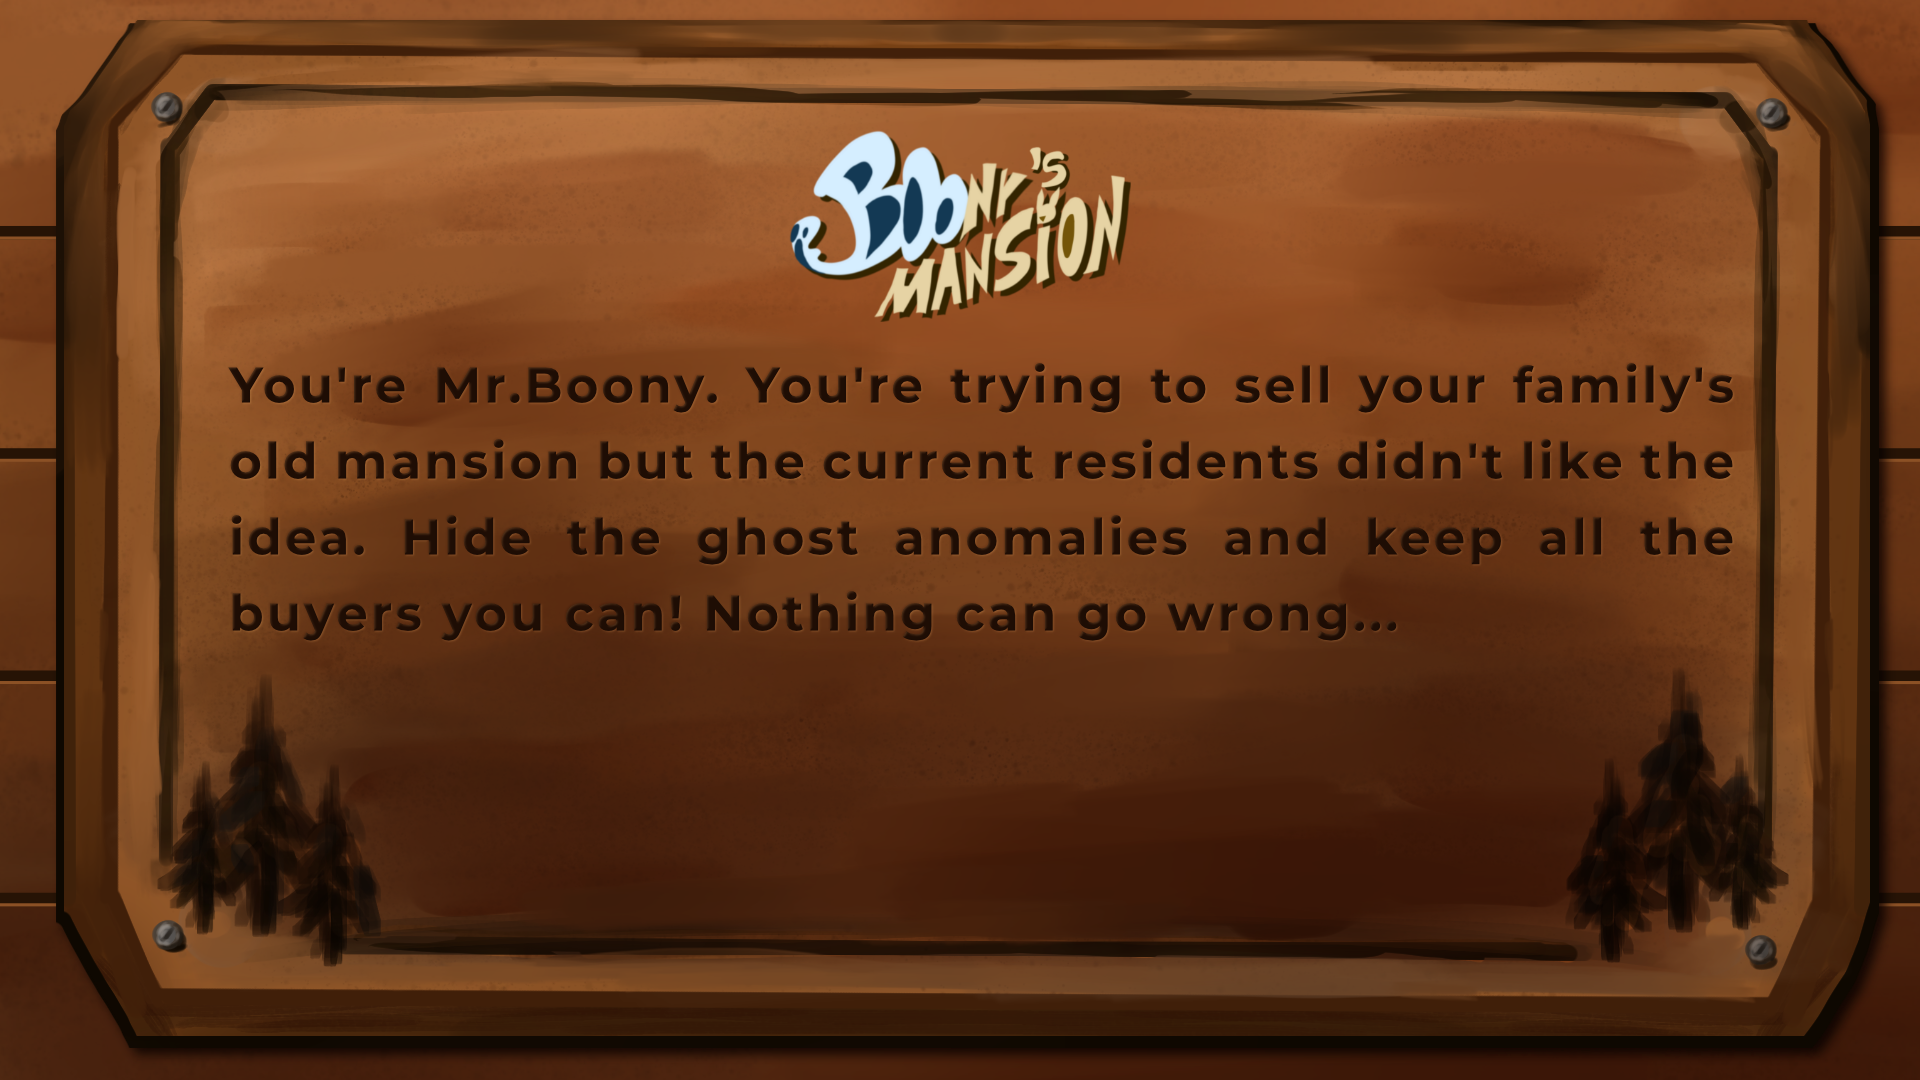 BOONY'S
MANSION
You're Mr.Boony. You're trying to sell your family's
old mansion but the current residents didn't like the
idea. Hide the ghost anomalies and keep all the
buyers you can! Nothing can go wrong...